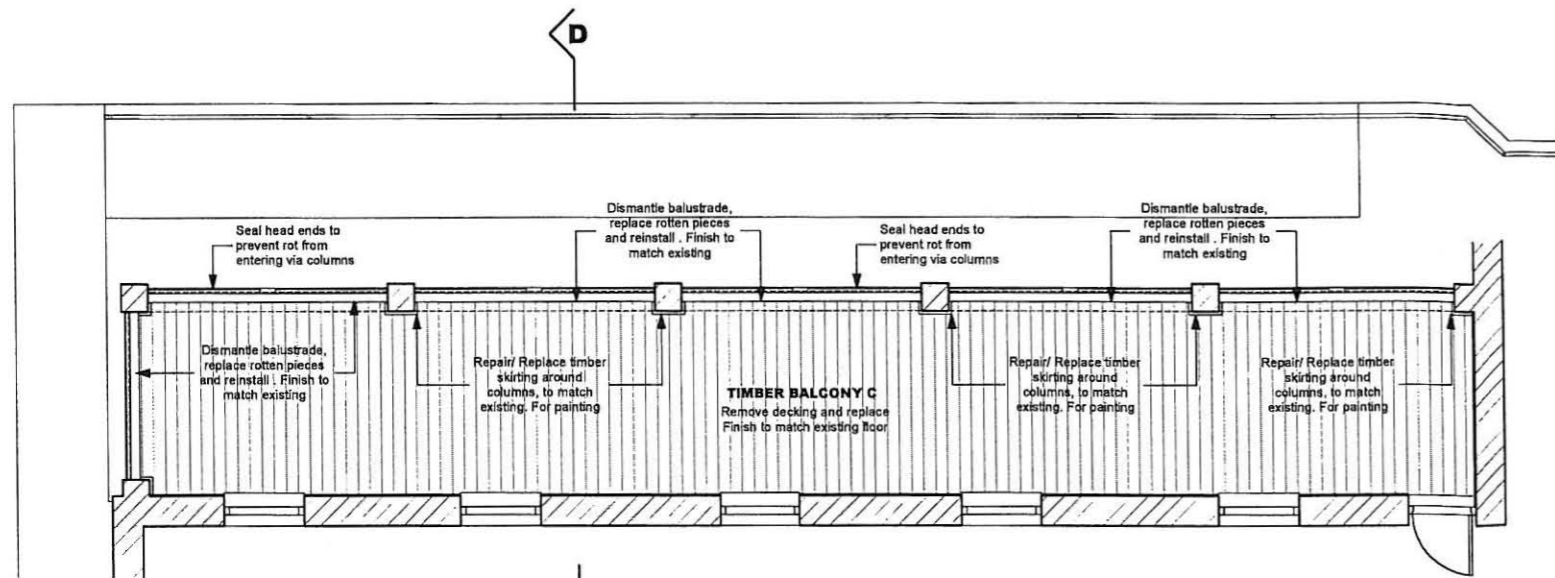 D
Seal head ends to
prevent rot from
entering via columns
Dismantle balustrade,
replace rotten pieces
and reinstall . Finish to
match existing
Seal head ends to
prevent rot from
entering via columns
Dismantle balustrade,
replace rotten pieces
and reinstall . Finish to
match existing
Dismantle balustrade,
replace rotten pieces
and reinstall . Finish to
match existing
Repair/ Replace timber
skirting around
columns, to match
existing. For painting
TIMBER BALCONY C
Remove decking and replace
Finish to match existing floor
Repair/ Replace timber
skirting around
columns, to match
existing. For painting
Repair/ Replace timber
skirting around
columns, to match
existing. For painting